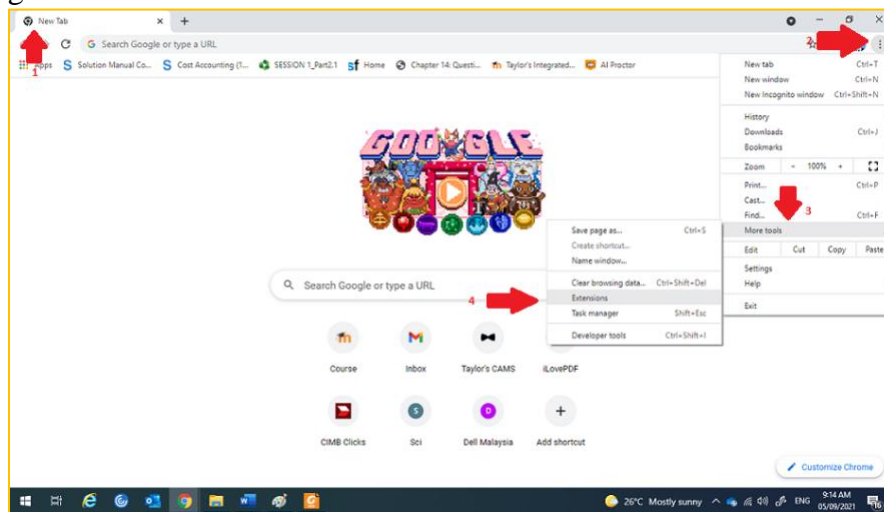 New Tab
2
Search Google or type a URL
1
Apps
Solution Manual Co...
Cost Accounting (1...
SESSION 1_Part2.1
Home
Chapter 14: Questi...
Taylor's Integrated...
AI Proctor
New tab Ctrl+T
New window Ctrl+N
New Incognito window Ctrl+Shift+N
History
Downloads Ctrl+J
Bookmarks
Zoom - 100% +
Print... Ctrl+P
Cast...
3
Find... Ctrl+F
More tools
Edit Cut Copy Paste
Settings
Help
Exit
GOOGLE
Save page as... Ctrl+S
Create shortcut...
Name window...
Clear browsing data... Ctrl+Shift+Del
Extensions
Task manager Shift+Esc
Developer tools Ctrl+Shift+I
Search Google or type a URL
4
Course
Inbox
Taylor's CAMS
iLovePDF
CIMB Clicks
Sci
Dell Malaysia
Add shortcut
Customize Chrome
26°C Mostly sunny
ENG
9:14 AM
05/09/2021
16